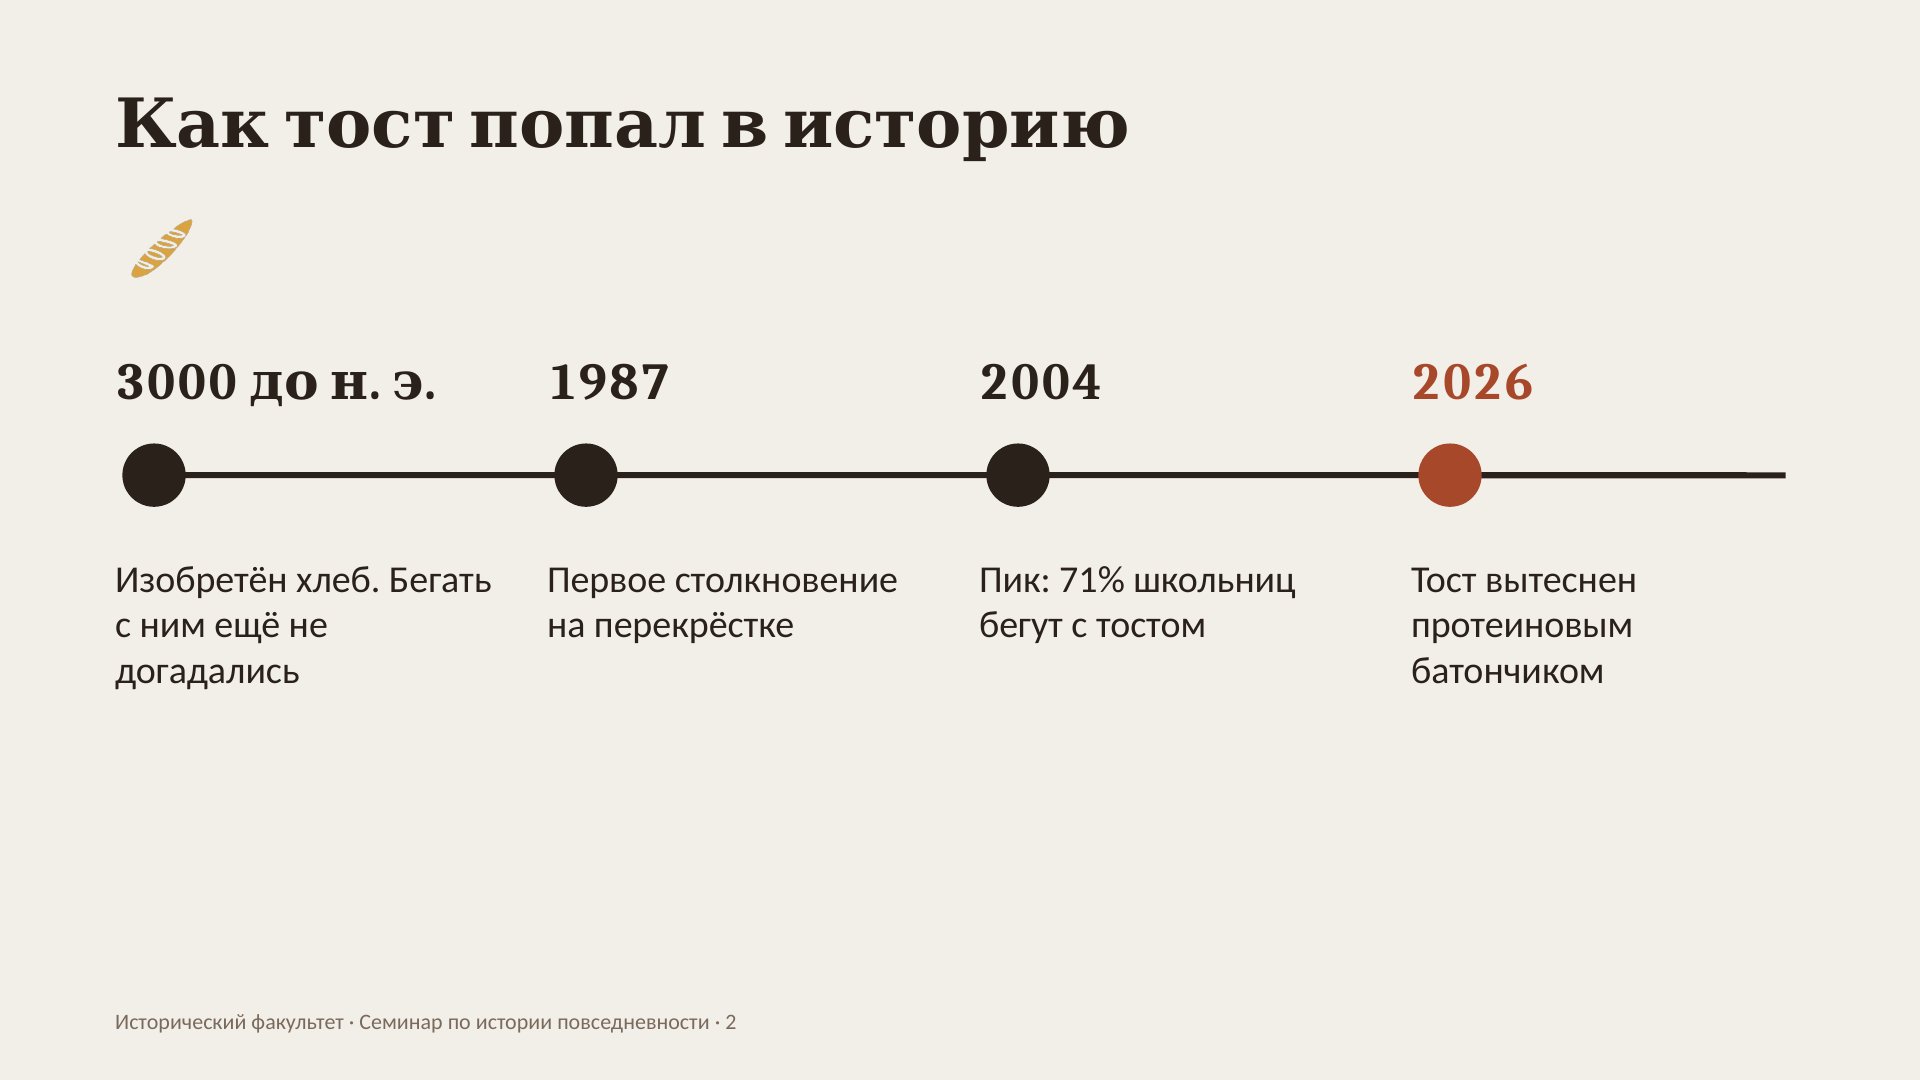 Как тост попал в историю
3000 до н. э.
1987
2004
2026
Изобретён хлеб. Бегать
с ним ещё не
догадались
Первое столкновение
на перекрёстке
Пик: 71% школьниц
бегут с тостом
Тост вытеснен
протеиновым
батончиком
Исторический факультет · Семинар по истории повседневности · 2